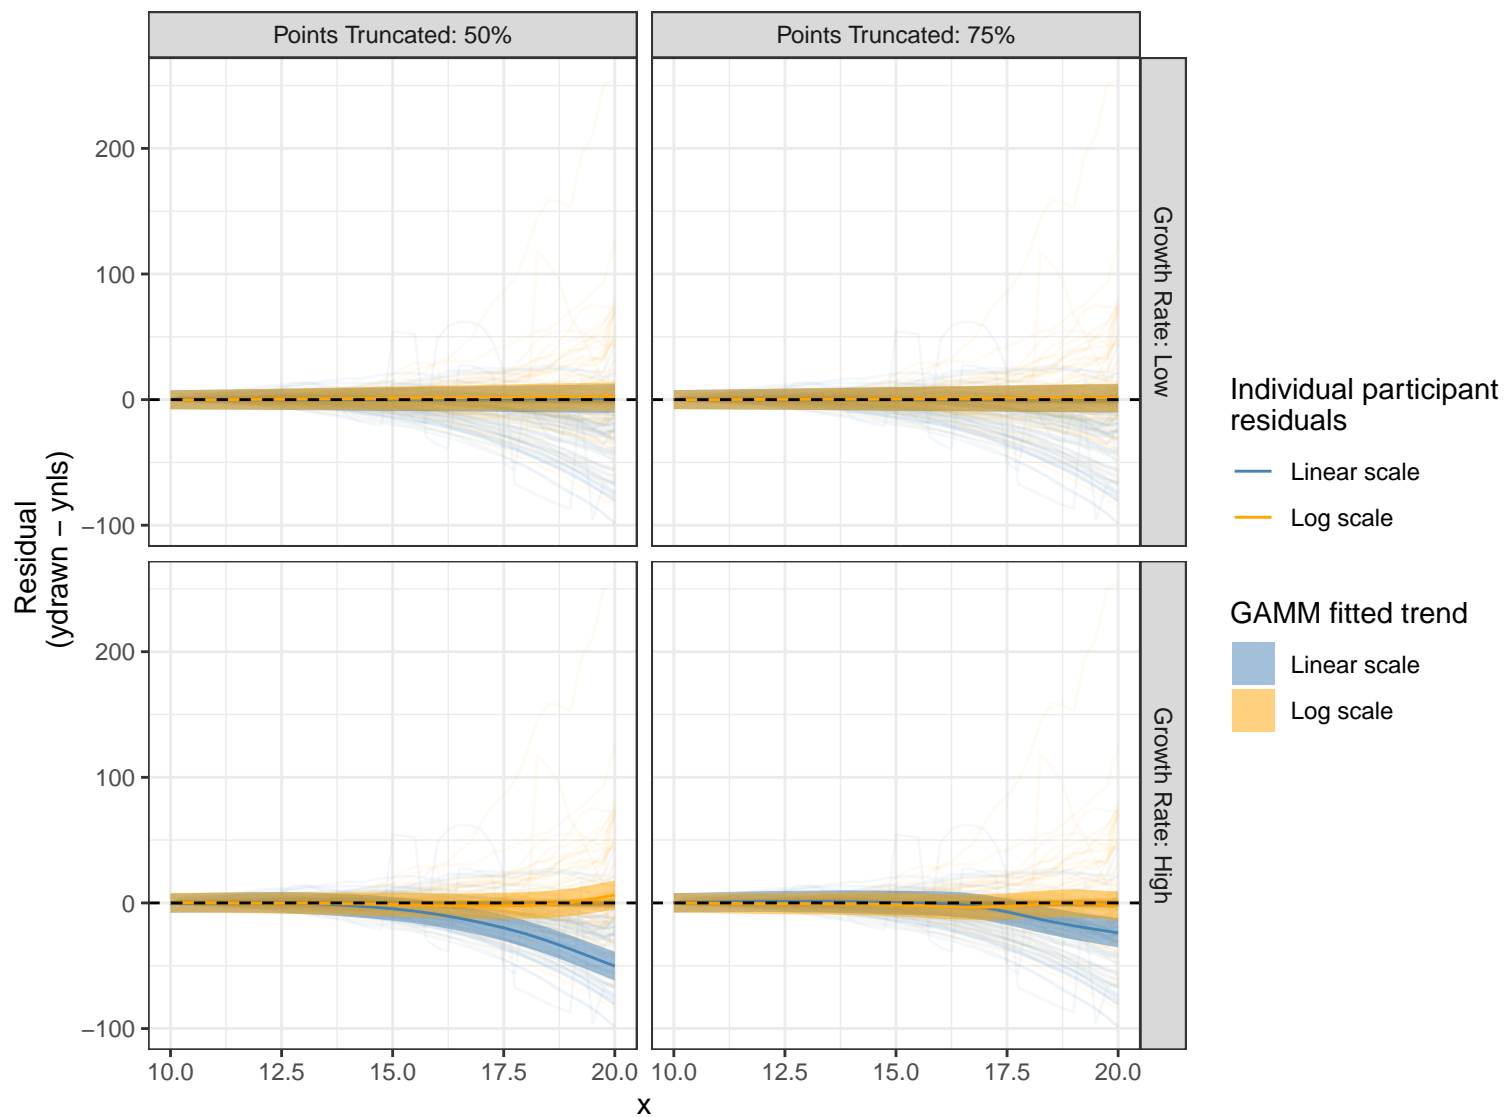 Points Truncated: 50%
Points Truncated: 75%
Growth Rate: Low
Growth Rate: High
200
100
0
−100
200
100
0
−100
Residual
(ydrawn − ynls)
10.0
12.5
15.0
17.5
20.0
10.0
12.5
15.0
17.5
20.0
x
Individual participant
residuals
Linear scale
Log scale
GAMM fitted trend
Linear scale
Log scale